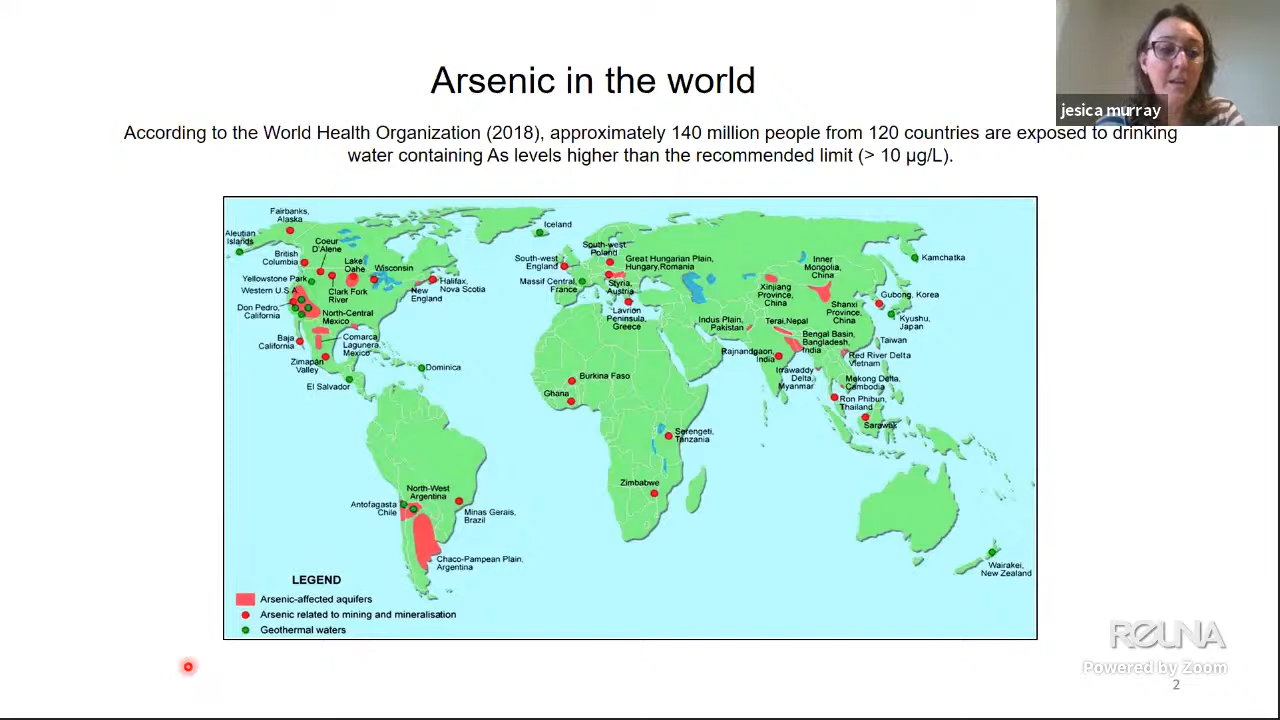 Arsenic in the world
jesica murray
According to the World Health Organization (2018), approximately 140 million people from 120 countries are exposed to drinking
water containing As levels higher than the recommended limit (> 10 µg/L).
Fairbanks,
Alaska
Aleutian
Islands
Coeur
D'Alene
British
Columbia
Lake
Oahe
Wisconsin
Yellowstone Park
Western U.S.A.
Clark Fork
River
New
England
Halifax,
Nova Scotia
Don Pedro,
California
North-Central
Mexico
Baja
California
Comarca
Lagunera,
Mexico
Zimapan
Valley
El Salvador
Dominica
Iceland
South-west
England
South-west
Poland
Great Hungarian Plain,
Hungary,Romania
Massif Central,
France
Styria,
Austria
Lavrion
Peninsula,
Greece
Inner
Mongolia,
China
Kamchatka
Xinjiang
Province,
China
Shanxi
Province,
China
Gubong, Korea
Kyushu,
Japan
Indus Plain,
Pakistan
Terai,Nepal
Bengal Basin,
Bangladesh,
India
Taiwan
Rajnandgaon,
India
Red River Delta
Vietnam
Irrawaddy
Delta,
Myanmar
Mekong Delta,
Cambodia
Ron Phibun,
Thailand
Sarawak
Burkina Faso
Ghana
Serengeti,
Tanzania
Zimbabwe
North-West
Argentina
Antofagasta
Chile
Minas Gerais,
Brazil
Chaco-Pampean Plain,
Argentina
Wairakei,
New Zealand
LEGEND
Arsenic-affected aquifers
Arsenic related to mining and mineralisation
Geothermal waters
REUNA
Powered by Zoom
2